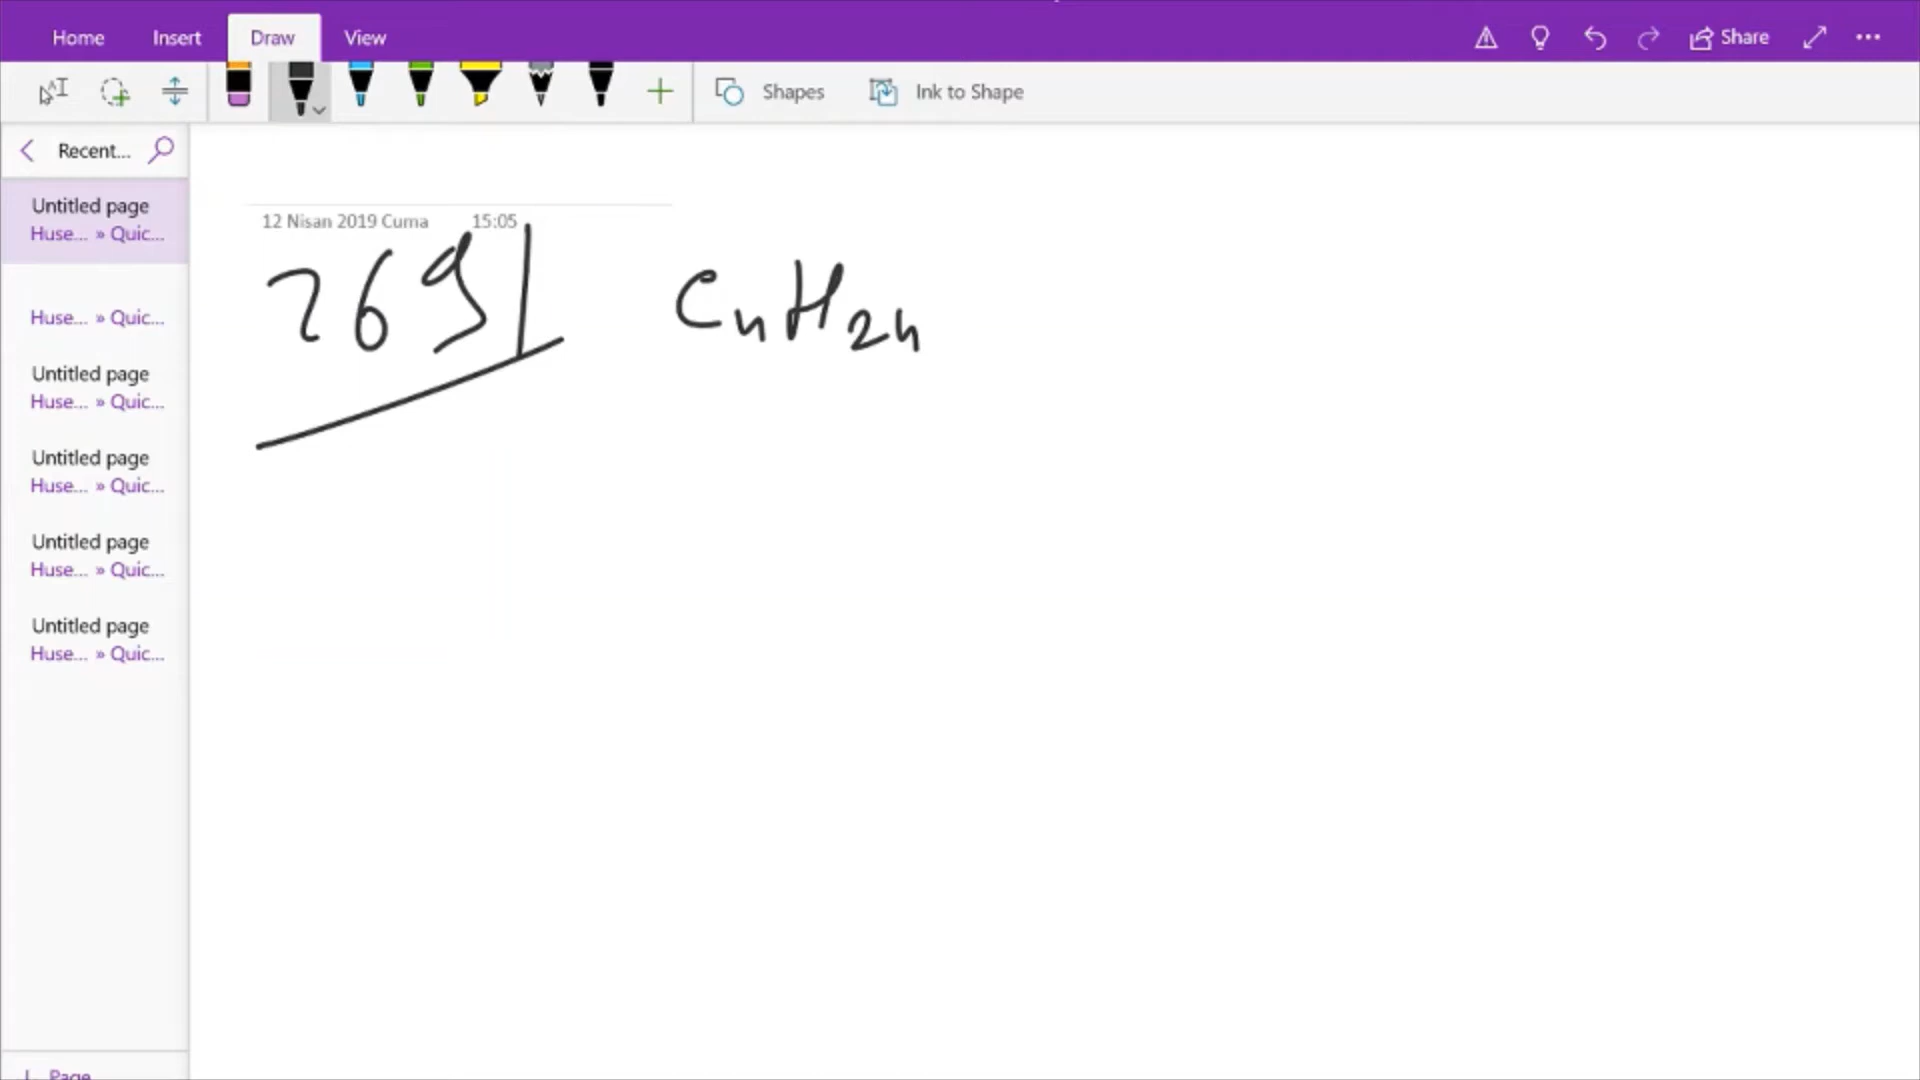 Home Insert Draw View Share
Shapes Ink to Shape
Recent...
Untitled page
Huse... » Quic...
Huse... » Quic...
Untitled page
Huse... » Quic...
Untitled page
Huse... » Quic...
Untitled page
Huse... » Quic...
Untitled page
Huse... » Quic...
Page
12 Nisan 2019 Cuma 15:05
2691 CnH2n